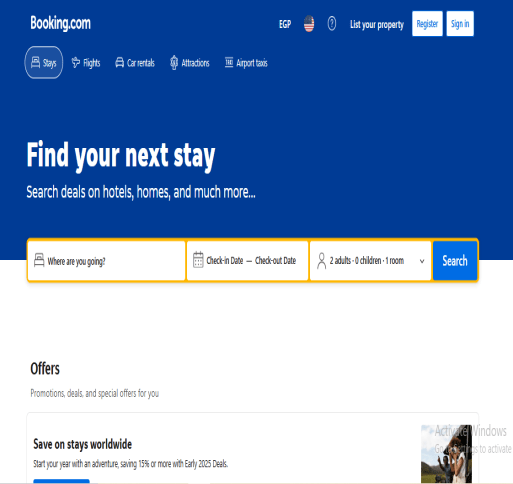 Booking.com
EGP
List your property
Register
Sign in
Stays
Flights
Car rentals
Attractions
Airport taxis
Find your next stay
Search deals on hotels, homes, and much more...
Where are you going?
Check-in Date — Check-out Date
2 adults · 0 children · 1 room
Search
Offers
Promotions, deals, and special offers for you
Activate Windows
Save on stays worldwide
to activate
Start your year with an adventure, saving 15% or more with Early 2025 Deals.